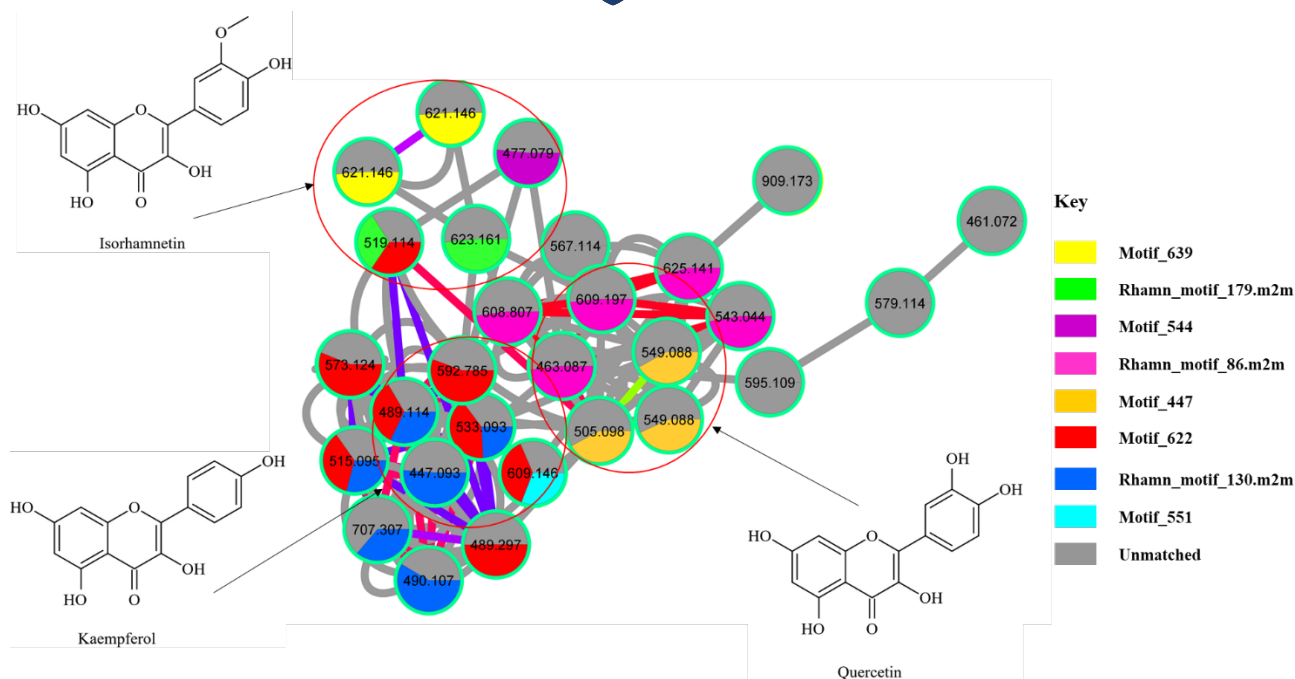 O
OH
HO
O
OH
OH
O
Isorhamnetin
621.146
621.146
477.079
519.114
623.161
567.114
909.173
461.072
625.141
609.197
608.807
543.044
579.114
549.088
463.087
595.109
549.088
505.098
573.124
592.785
489.114
533.093
515.095
447.093
609.146
707.307
489.297
490.107
OH
HO
O
OH
HO
O
Kaempferol
OH
OH
HO
O
OH
OH
O
Quercetin
Key
Motif_639
Rhamn_motif_179.m2m
Motif_544
Rhamn_motif_86.m2m
Motif_447
Motif_622
Rhamn_motif_130.m2m
Motif_551
Unmatched